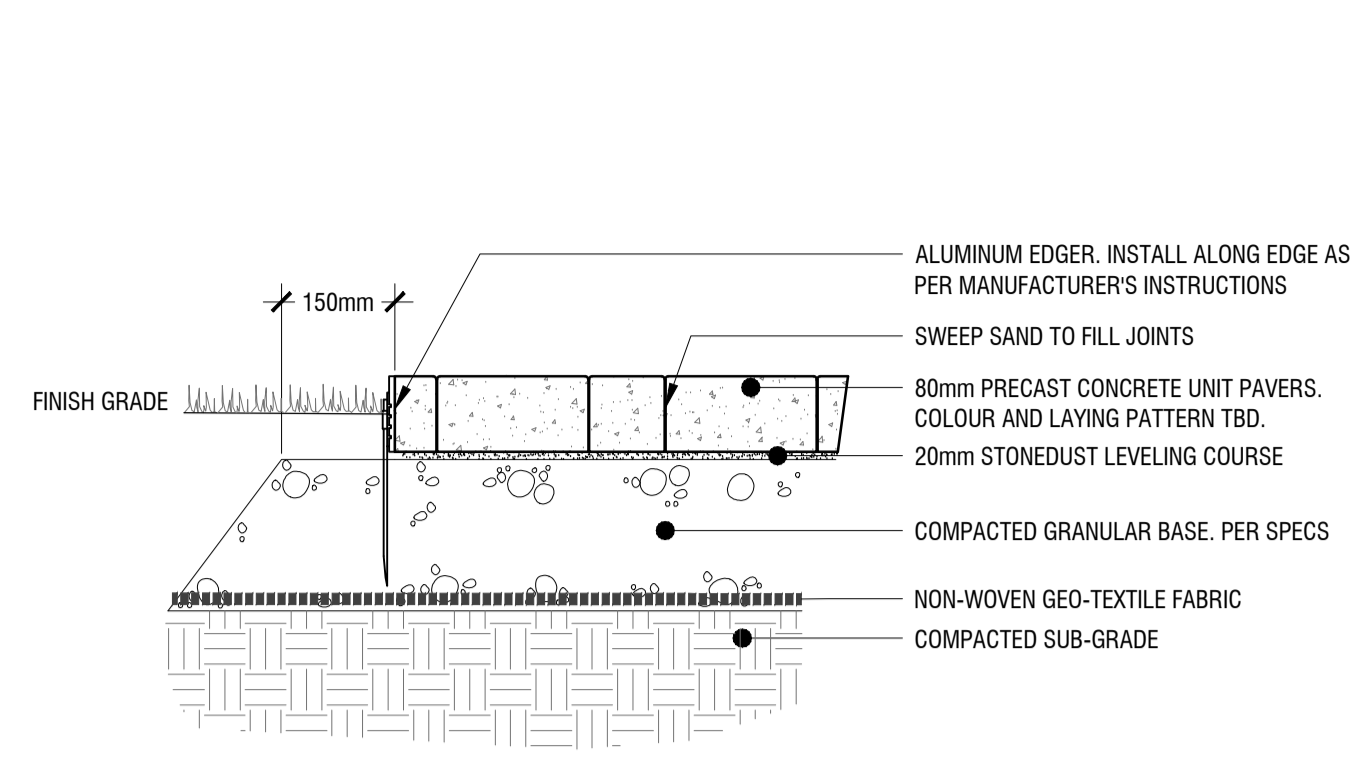 ALUMINUM EDGER. INSTALL ALONG EDGE AS
PER MANUFACTURER'S INSTRUCTIONS
150mm
SWEEP SAND TO FILL JOINTS
FINISH GRADE
80mm PRECAST CONCRETE UNIT PAVERS.
COLOUR AND LAYING PATTERN TBD.
20mm STONEDUST LEVELING COURSE
COMPACTED GRANULAR BASE. PER SPECS
NON-WOVEN GEO-TEXTILE FABRIC
COMPACTED SUB-GRADE